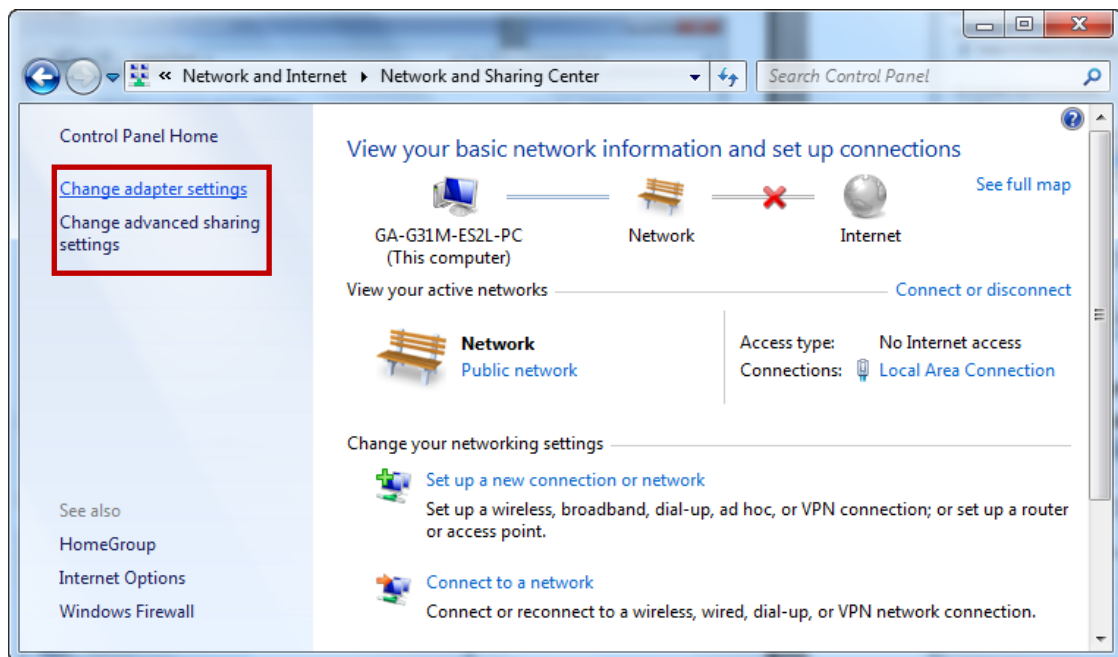 « Network and Internet ▸ Network and Sharing Center
Search Control Panel
Control Panel Home
Change adapter settings
Change advanced sharing
settings
See also
HomeGroup
Internet Options
Windows Firewall
View your basic network information and set up connections
See full map
GA-G31M-ES2L-PC
(This computer)
Network
Internet
View your active networks
Connect or disconnect
Network
Public network
Access type: No Internet access
Connections: Local Area Connection
Change your networking settings
Set up a new connection or network
Set up a wireless, broadband, dial-up, ad hoc, or VPN connection; or set up a router
or access point.
Connect to a network
Connect or reconnect to a wireless, wired, dial-up, or VPN network connection.